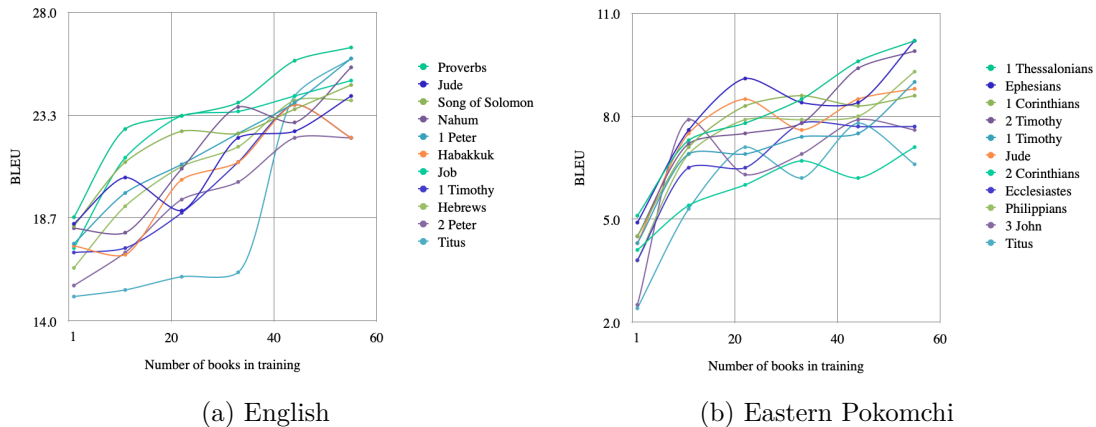 28.0
23.3
18.7
14.0
BLEU
1
20
40
60
Number of books in training
Proverbs
Jude
Song of Solomon
Nahum
1 Peter
Habakkuk
Job
1 Timothy
Hebrews
2 Peter
Titus
(a) English
11.0
8.0
5.0
2.0
BLEU
1
20
40
60
Number of books in training
1 Thessalonians
Ephesians
1 Corinthians
2 Timothy
1 Timothy
Jude
2 Corinthians
Ecclesiastes
Philippians
3 John
Titus
(b) Eastern Pokomchi